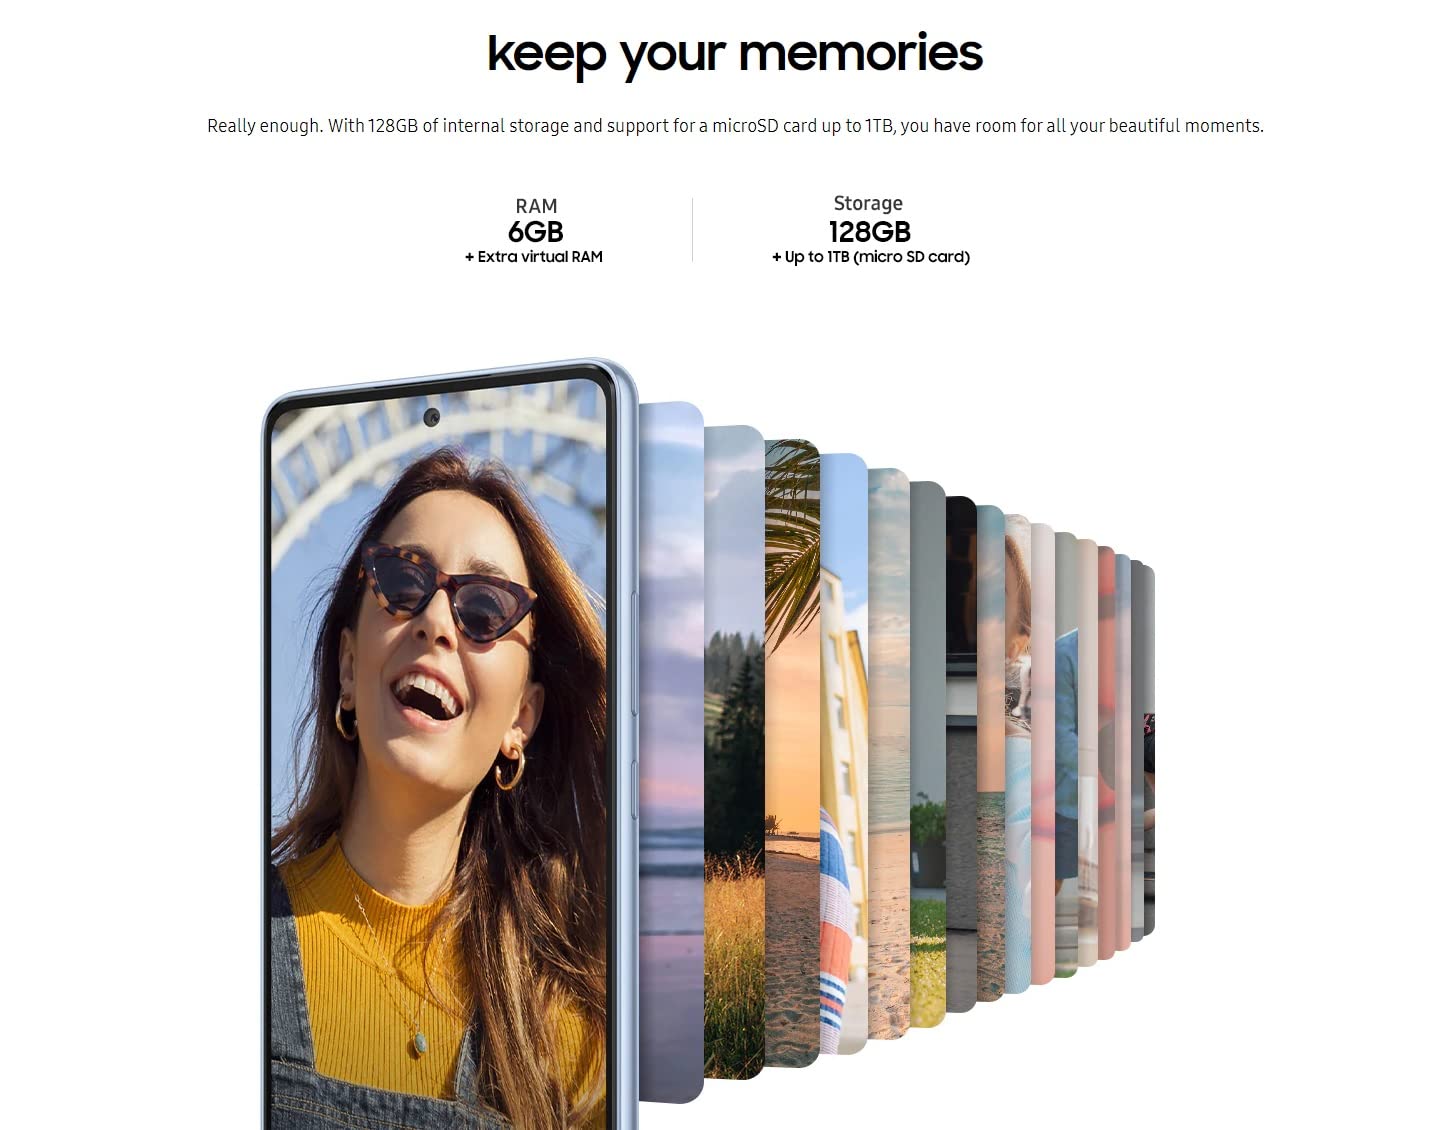 keep your memories
Really enough. With 128GB of internal storage and support for a microSD card up to 1TB, you have room for all your beautiful moments.
RAM
6GB
+ Extra virtual RAM
Storage
128GB
+ Up to 1TB (micro SD card)